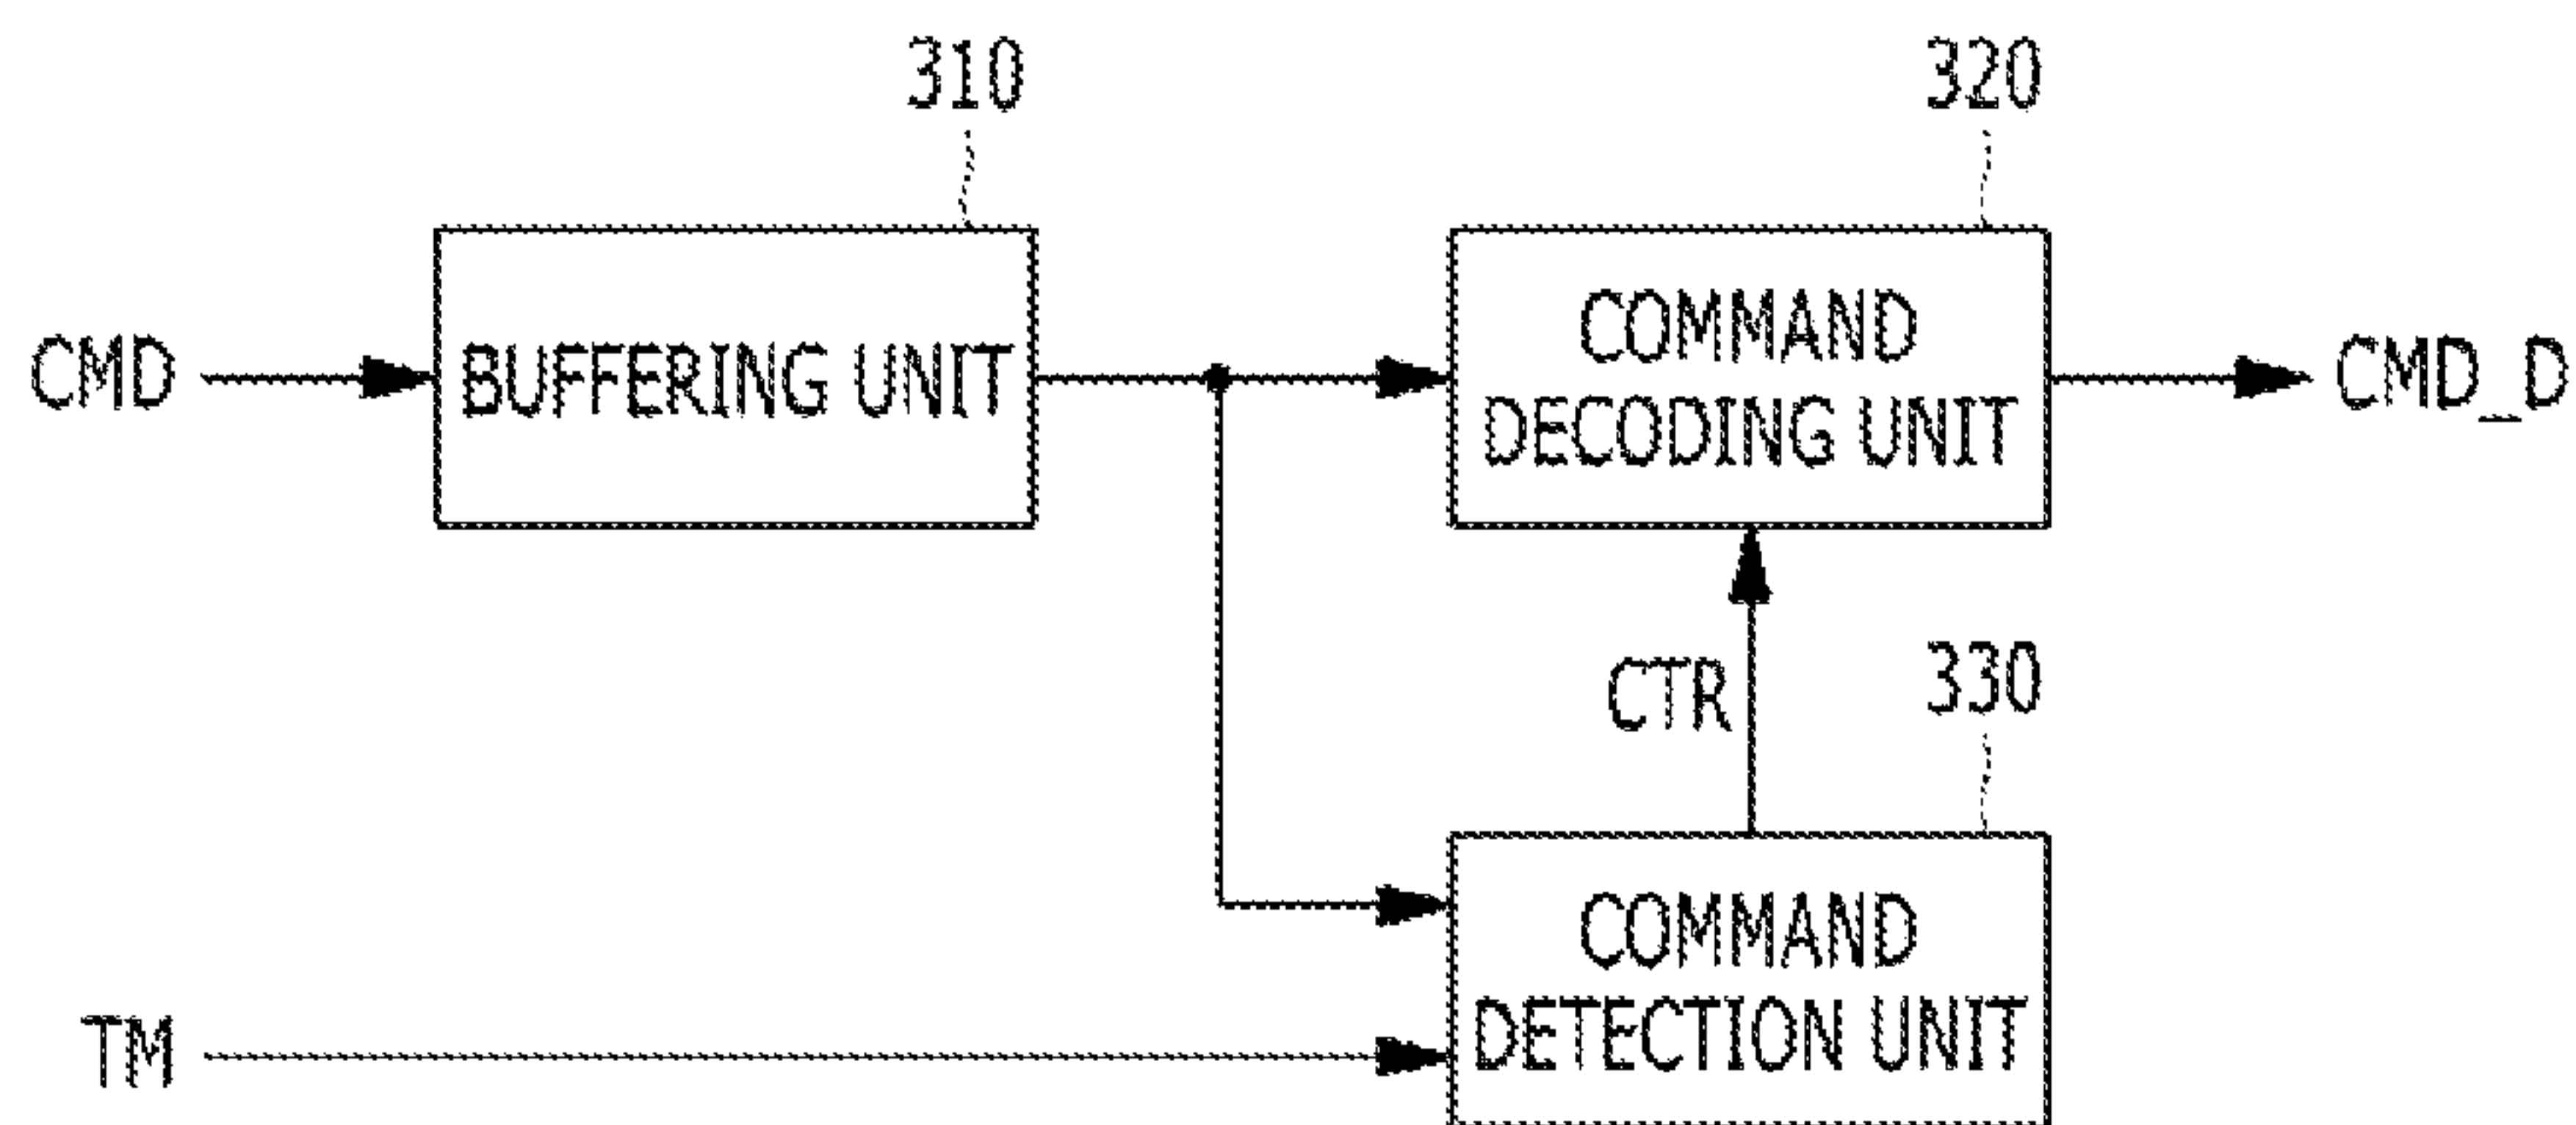 310
320
CMD
BUFFERING UNIT
COMMAND
DECODING UNIT
CMD_D
CTR
330
TM
COMMAND
DETECTION UNIT